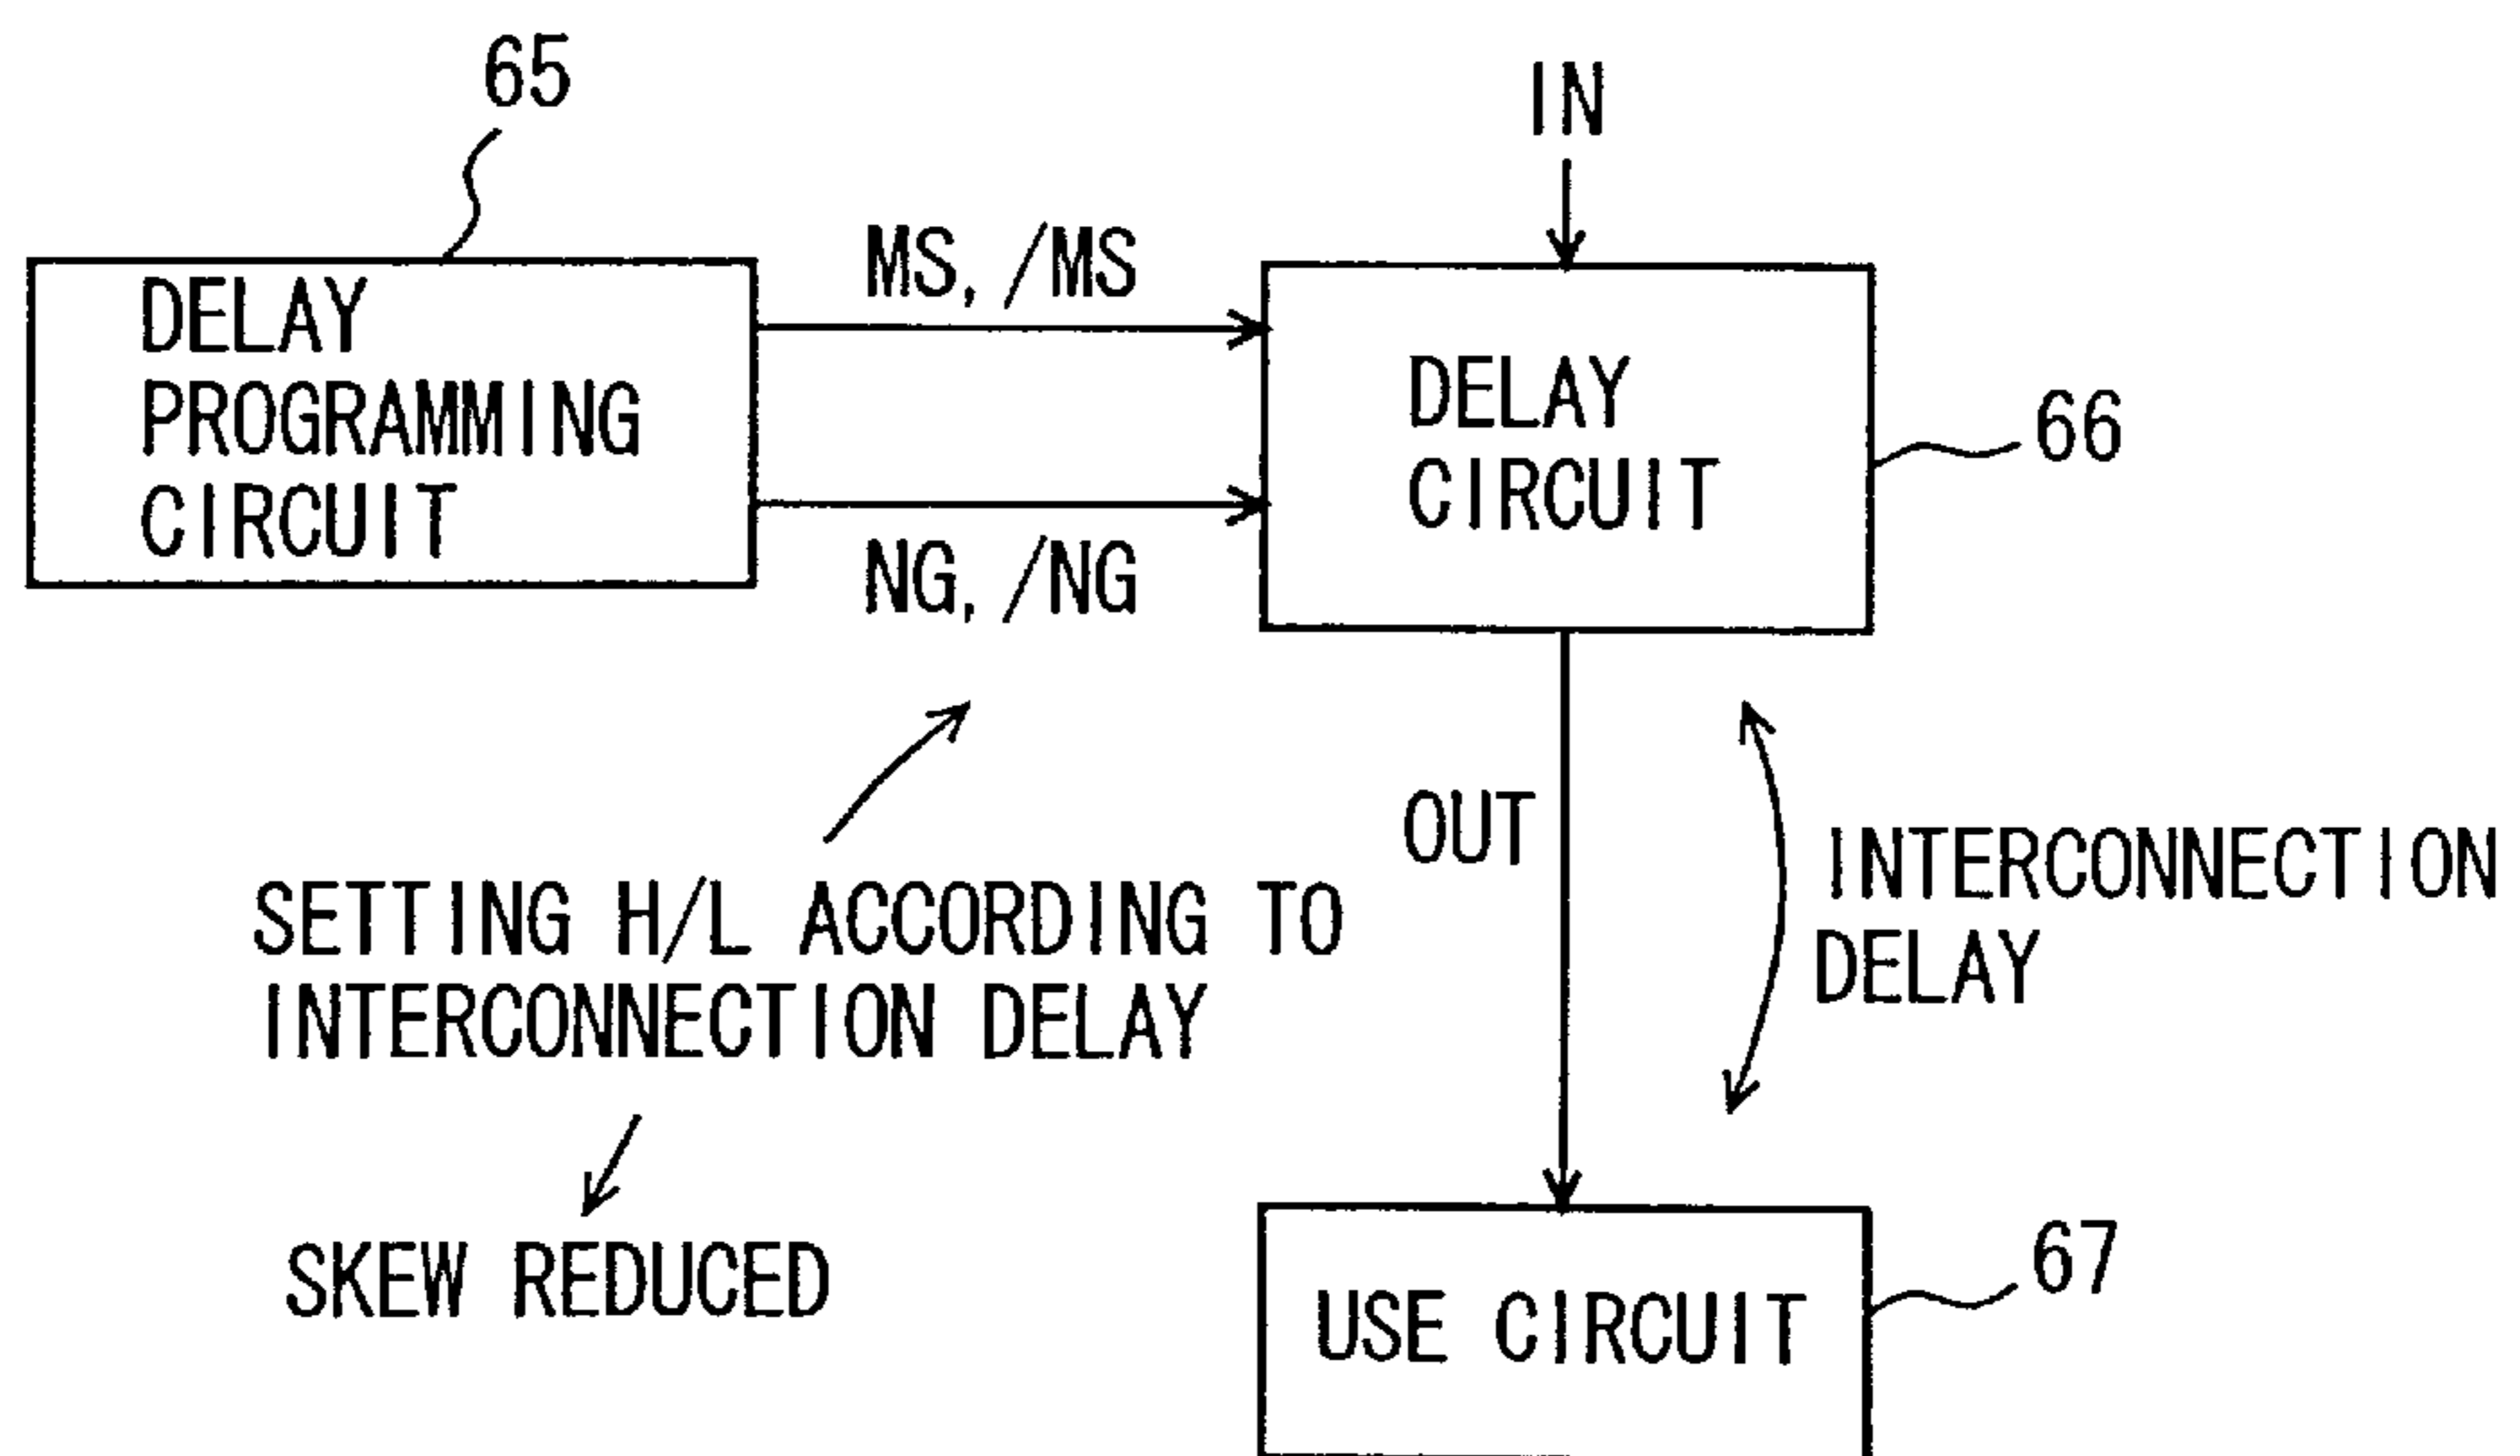 65
IN
MS, /MS
DELAY
PROGRAMMING
CIRCUIT
DELAY
CIRCUIT
66
NG, /NG
OUT
INTERCONNECTION
DELAY
SETTING H/L ACCORDING TO
INTERCONNECTION DELAY
SKEW REDUCED
67
USE CIRCUIT